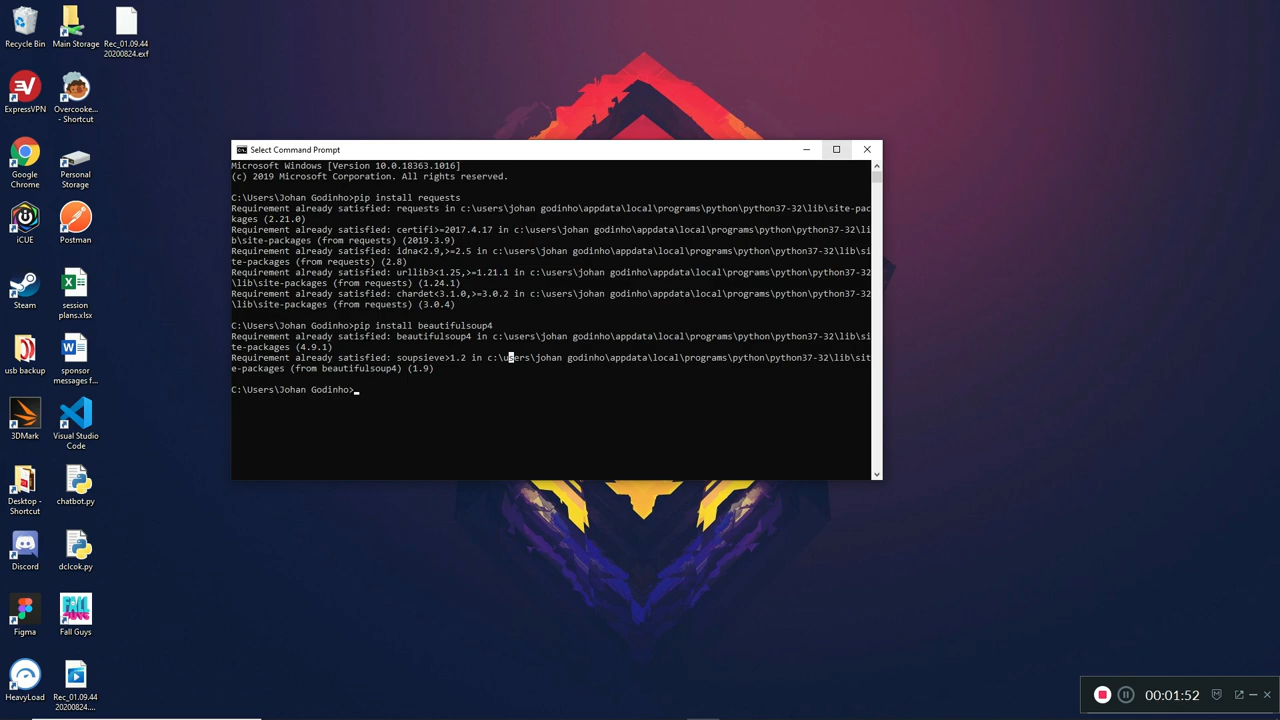 Recycle Bin
Main Storage
Rec_01.09.44
20200824.exf
ExpressVPN
Overcooke...
- Shortcut
Google
Chrome
Personal
Storage
iCUE
Postman
Steam
session
plans.xlsx
usb backup
sponsor
messages f...
3DMark
Visual Studio
Code
Desktop -
Shortcut
chatbot.py
Discord
dclcok.py
Figma
FALL
GUYS
Fall Guys
HeavyLoad
Rec_01.09.44
20200824....
Select Command Prompt
Microsoft Windows [Version 10.0.18363.1016]
(c) 2019 Microsoft Corporation. All rights reserved.
C:\Users\Johan Godinho>pip install requests
Requirement already satisfied: requests in c:\users\johan godinho\appdata\local\programs\python\python37-32\lib\site-pac
kages (2.21.0)
Requirement already satisfied: certifi>=2017.4.17 in c:\users\johan godinho\appdata\local\programs\python\python37-32\li
b\site-packages (from requests) (2019.3.9)
Requirement already satisfied: idna<2.9,>=2.5 in c:\users\johan godinho\appdata\local\programs\python\python37-32\lib\si
te-packages (from requests) (2.8)
Requirement already satisfied: urllib3<1.25,>=1.21.1 in c:\users\johan godinho\appdata\local\programs\python\python37-32
\lib\site-packages (from requests) (1.24.1)
Requirement already satisfied: chardet<3.1.0,>=3.0.2 in c:\users\johan godinho\appdata\local\programs\python\python37-32
\lib\site-packages (from requests) (3.0.4)
C:\Users\Johan Godinho>pip install beautifulsoup4
Requirement already satisfied: beautifulsoup4 in c:\users\johan godinho\appdata\local\programs\python\python37-32\lib\si
te-packages (4.9.1)
Requirement already satisfied: soupsieve>1.2 in c:\users\johan godinho\appdata\local\programs\python\python37-32\lib\sit
e-packages (from beautifulsoup4) (1.9)
C:\Users\Johan Godinho>
00:01:52